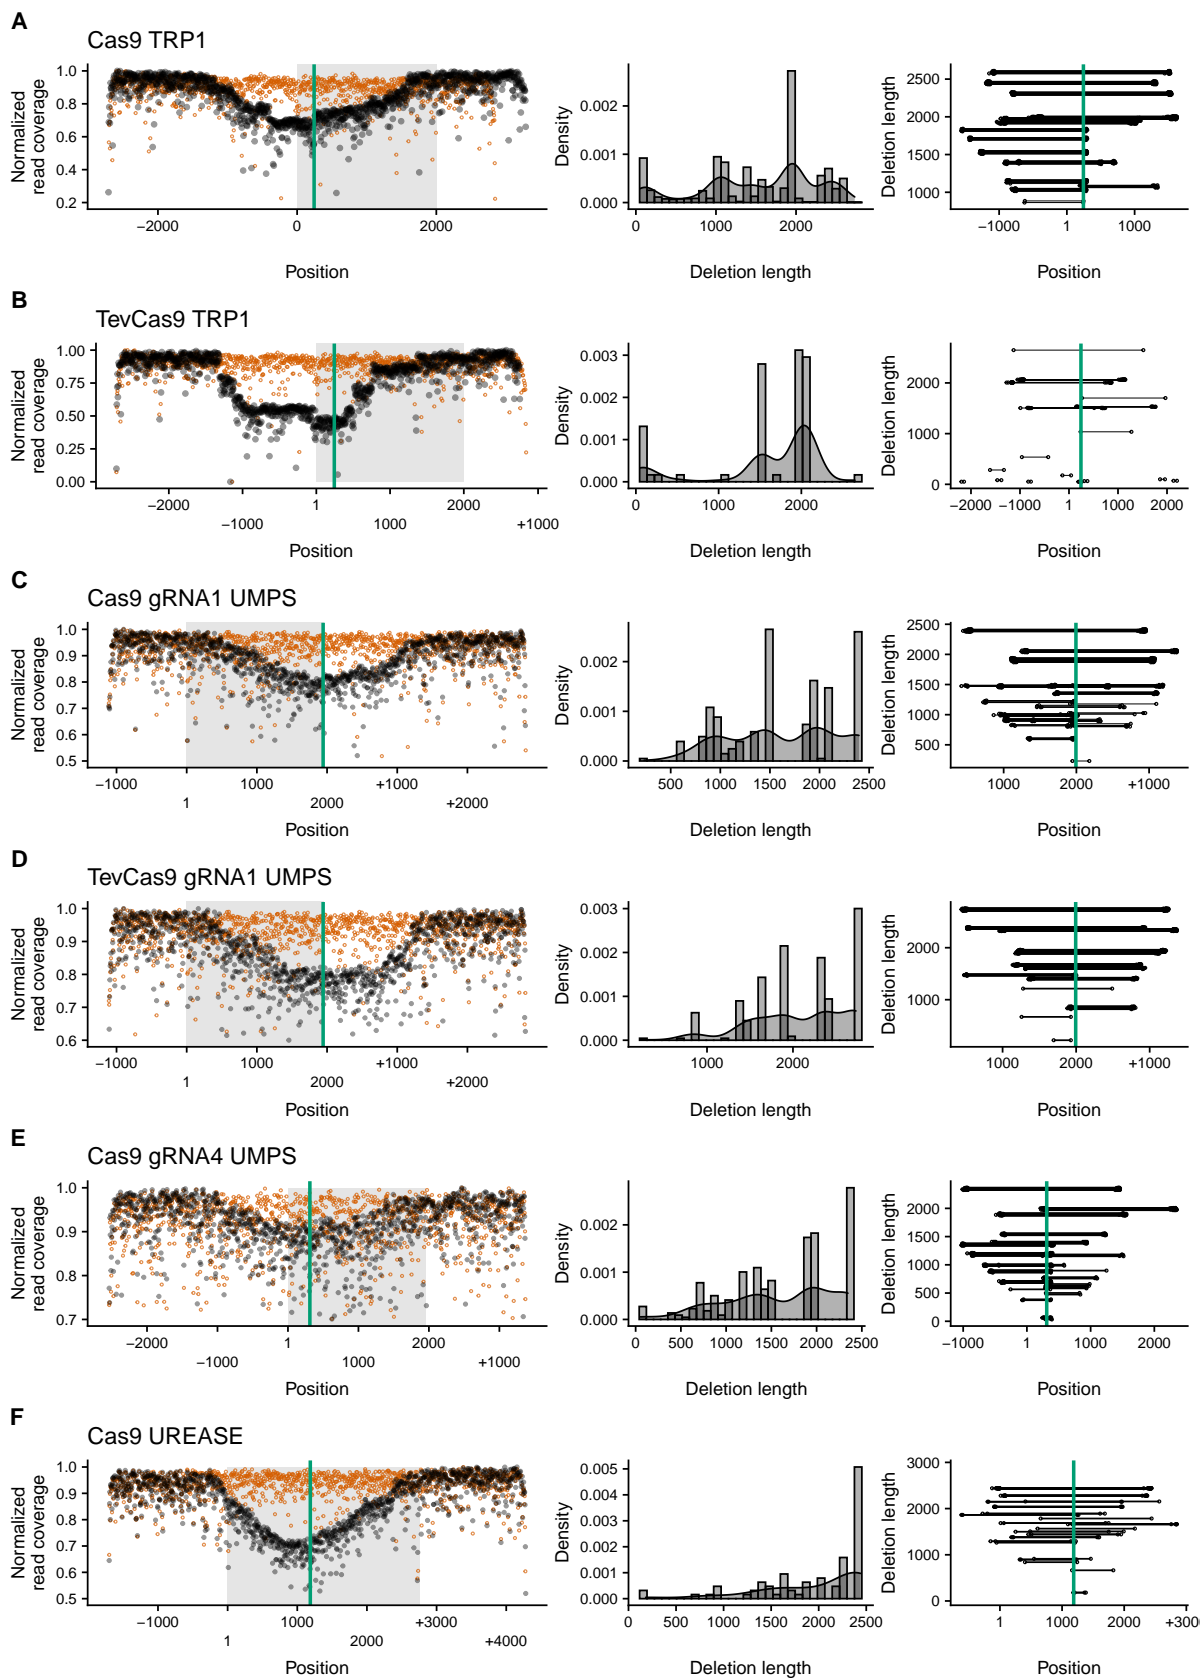 A
Cas9 TRP1
Normalized
read coverage
1.0
0.8
0.6
0.4
0.2
−2000
0
2000
Position
Density
0.002
0.001
0.000
0
1000
2000
Deletion length
Deletion length
2500
2000
1500
1000
−1000
1
1000
Position
B
TevCas9 TRP1
Normalized
read coverage
1.00
0.75
0.50
0.25
0.00
−2000
−1000
1
1000
2000
+1000
Position
Density
0.003
0.002
0.001
0.000
0
1000
2000
Deletion length
Deletion length
2000
1000
0
−2000
−1000
1
1000
2000
Position
C
Cas9 gRNA1 UMPS
Normalized
read coverage
1.0
0.9
0.8
0.7
0.6
0.5
−1000
1
1000
2000
+1000
+2000
Position
Density
0.002
0.001
0.000
500
1000
1500
2000
2500
Deletion length
Deletion length
2500
2000
1500
1000
500
1000
2000
+1000
Position
D
TevCas9 gRNA1 UMPS
Normalized
read coverage
1.0
0.9
0.8
0.7
0.6
−1000
1
1000
2000
+1000
+2000
Position
Density
0.003
0.002
0.001
0.000
1000
2000
Deletion length
Deletion length
2000
1000
1000
2000
+1000
Position
E
Cas9 gRNA4 UMPS
Normalized
read coverage
1.0
0.9
0.8
0.7
−2000
−1000
1
1000
2000
+1000
Position
Density
0.002
0.001
0.000
0
500
1000
1500
2000
2500
Deletion length
Deletion length
2000
1500
1000
500
0
−1000
1
1000
2000
Position
F
Cas9 UREASE
Normalized
read coverage
1.0
0.9
0.8
0.7
0.6
0.5
−1000
1
1000
2000
+3000
+4000
Position
Density
0.005
0.004
0.003
0.002
0.001
0.000
0
500
1000
1500
2000
2500
Deletion length
Deletion length
3000
2000
1000
0
1
1000
2000
+3000
Position